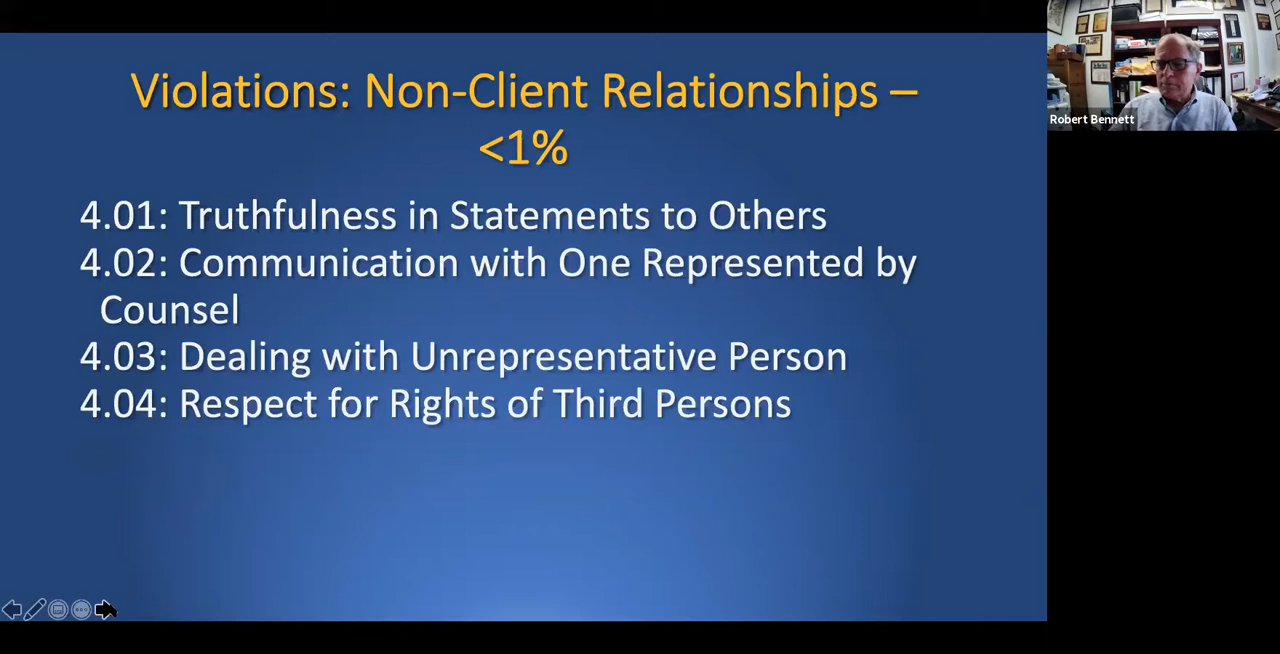 Violations: Non-Client Relationships –
<1%
4.01: Truthfulness in Statements to Others
4.02: Communication with One Represented by
Counsel
4.03: Dealing with Unrepresentative Person
4.04: Respect for Rights of Third Persons
Robert Bennett